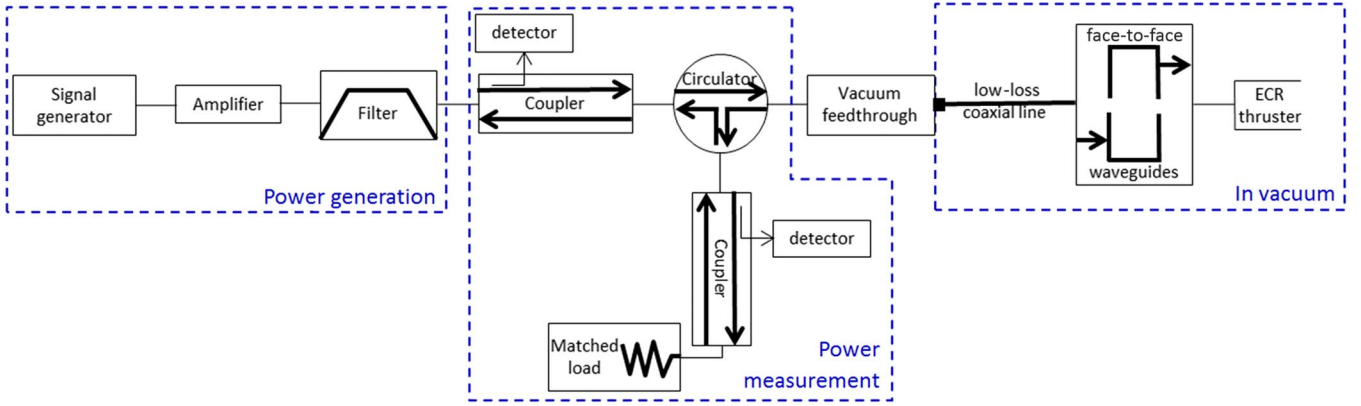 Signal
generator
Amplifier
Filter
Power generation
detector
Coupler
Circulator
Coupler
detector
Matched
load
Power
measurement
Vacuum
feedthrough
low-loss
coaxial line
face-to-face
waveguides
ECR
thruster
In vacuum